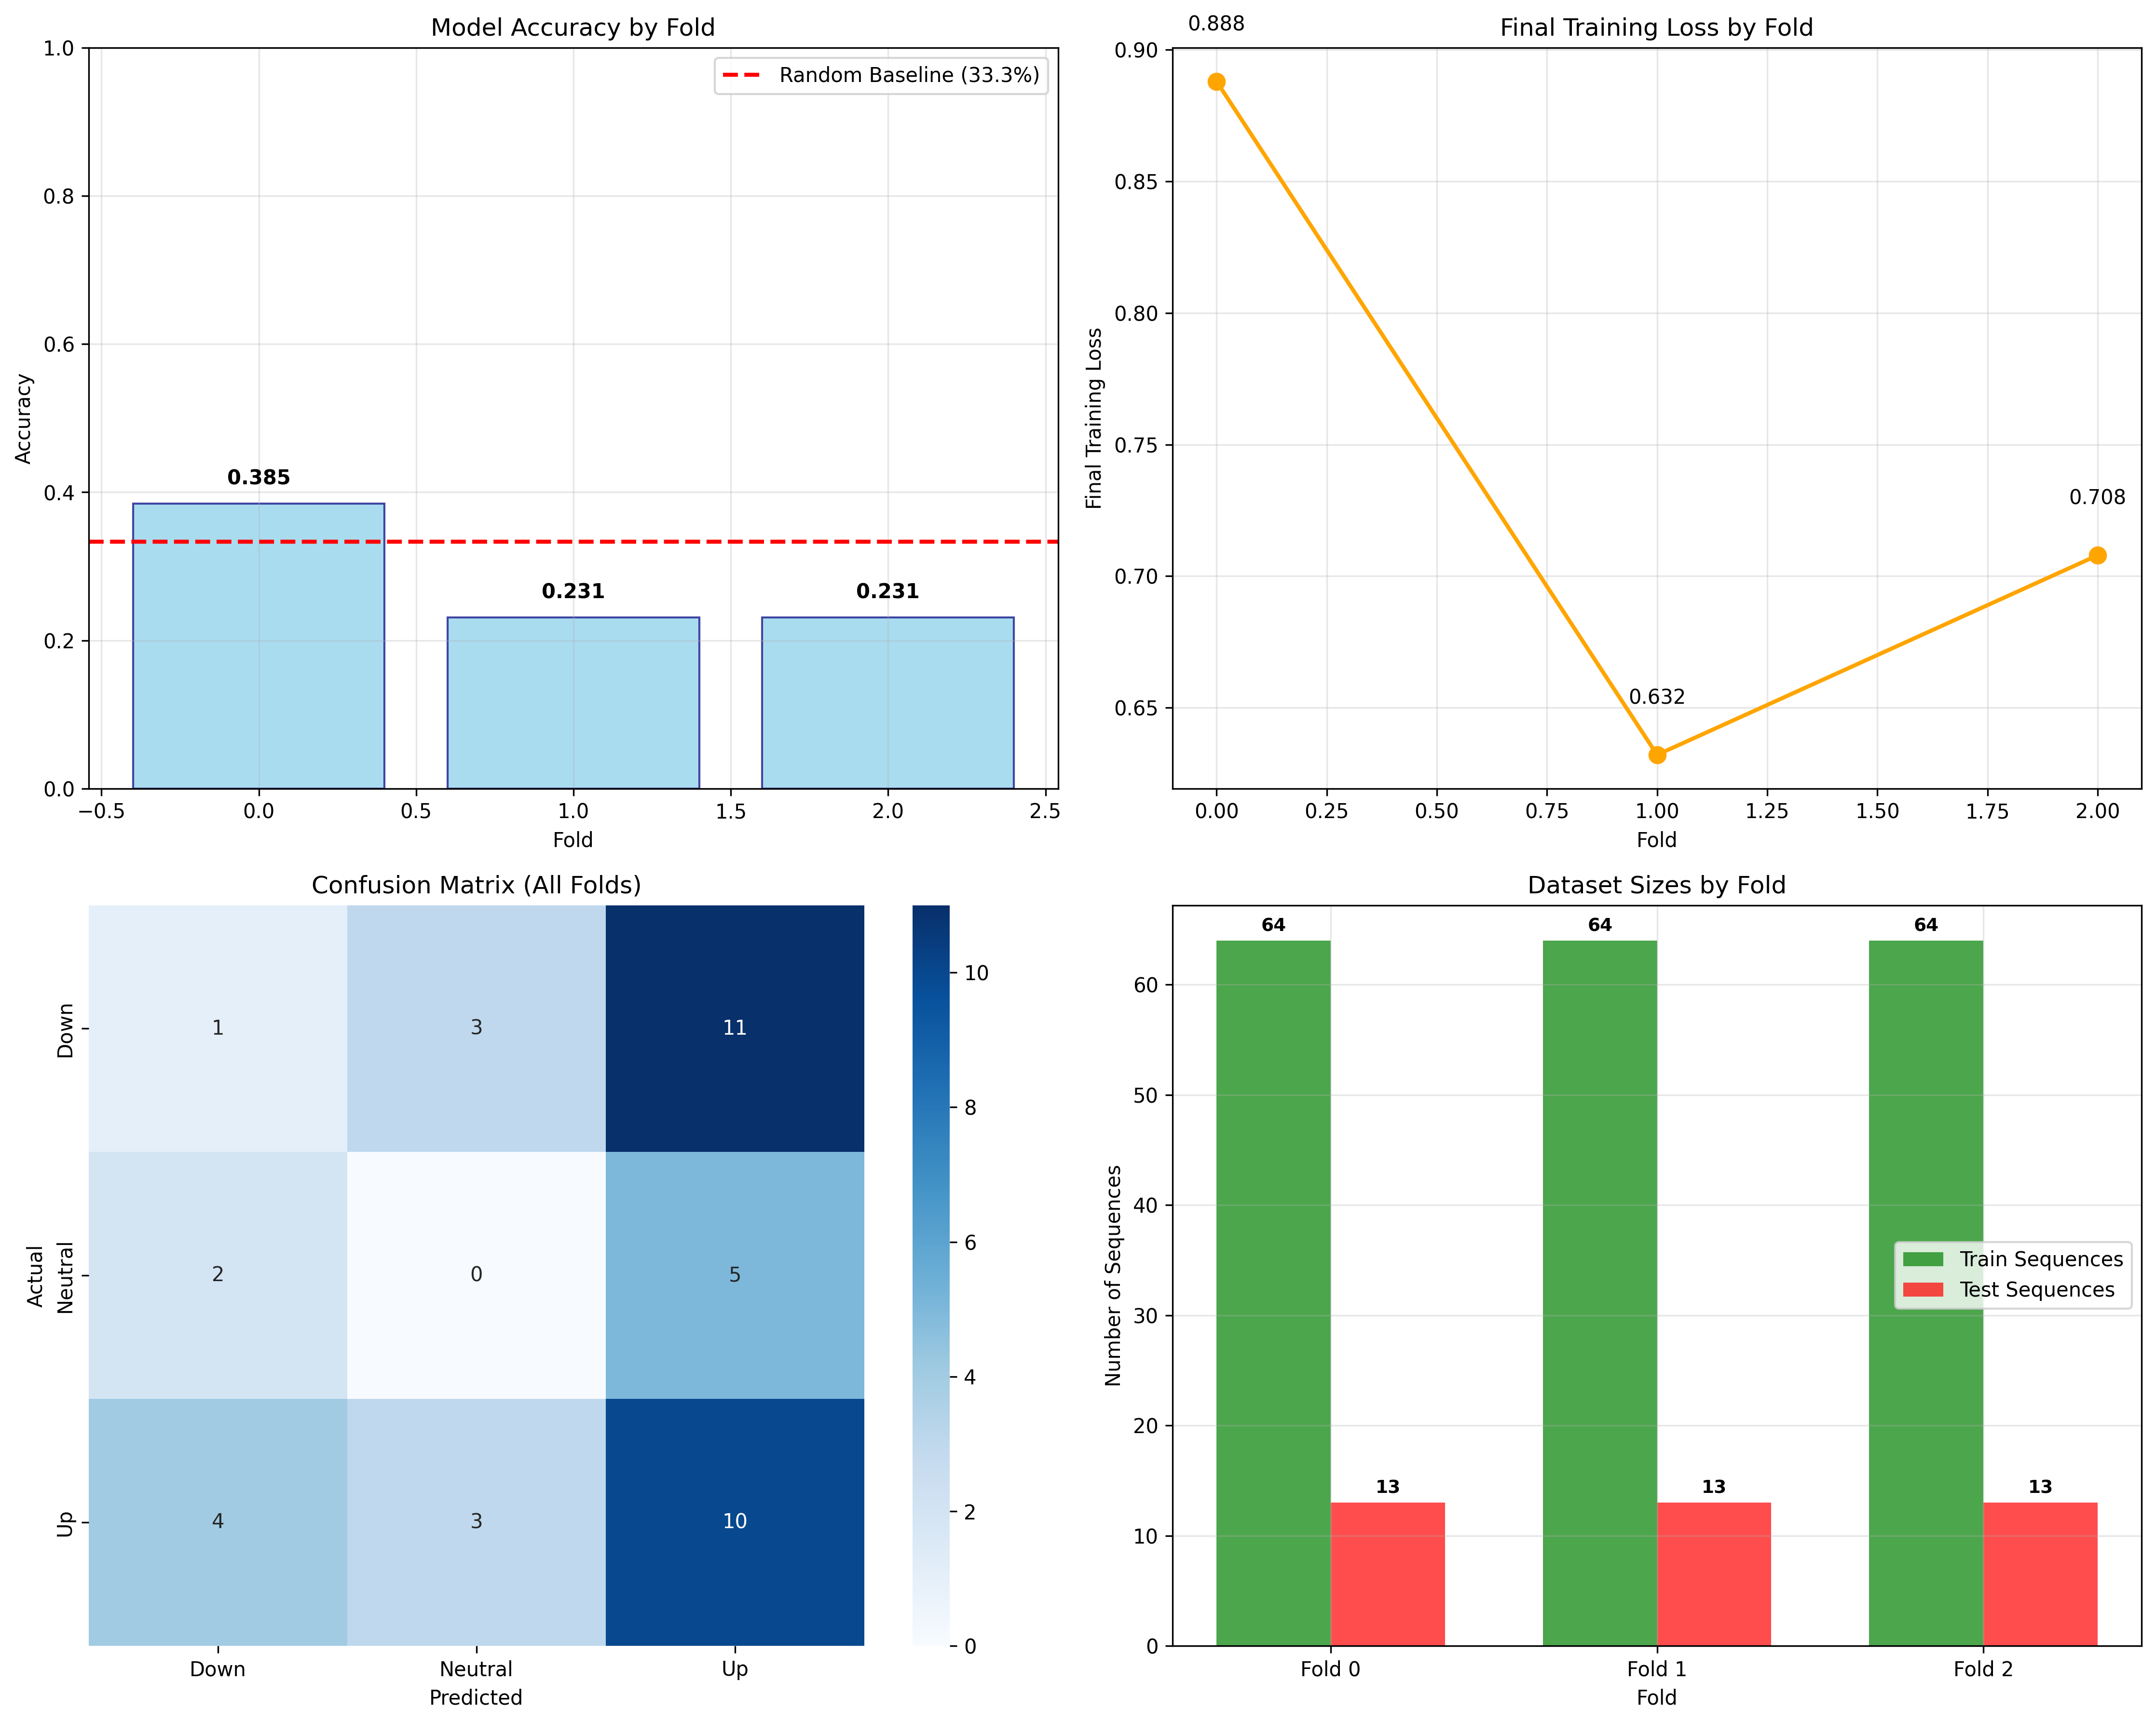 Model Accuracy by Fold
1.0
0.8
0.6
0.4
0.2
0.0
Accuracy
Random Baseline (33.3%)
0.385
0.231
0.231
−0.5
0.0
0.5
1.0
1.5
2.0
2.5
Fold
Final Training Loss by Fold
0.888
0.90
0.85
0.80
0.75
0.70
0.65
Final Training Loss
0.632
0.708
0.00
0.25
0.50
0.75
1.00
1.25
1.50
1.75
2.00
Fold
Confusion Matrix (All Folds)
Actual
Down
Neutral
Up
1
3
11
2
0
5
4
3
10
Down
Neutral
Up
Predicted
10
8
6
4
2
0
Dataset Sizes by Fold
60
50
40
30
20
10
0
Number of Sequences
64
64
64
13
13
13
Train Sequences
Test Sequences
Fold 0
Fold 1
Fold 2
Fold